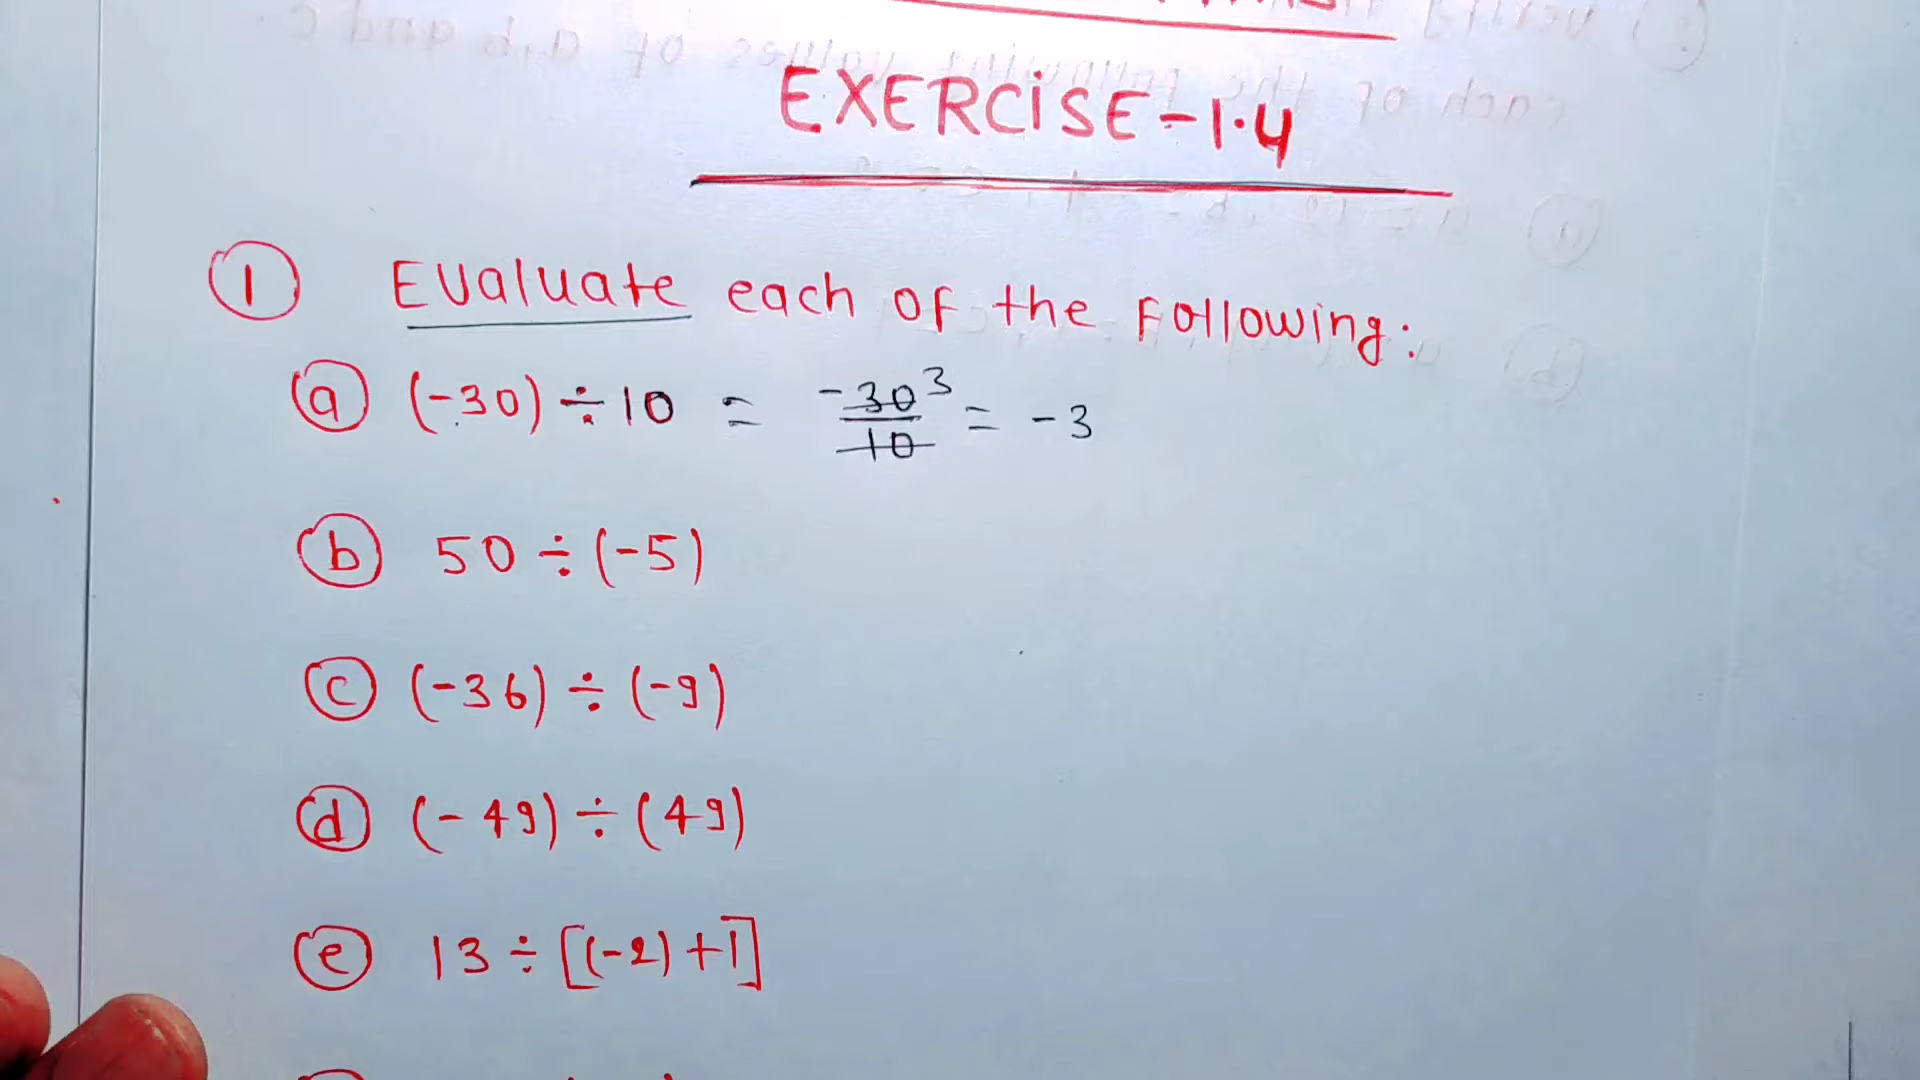 EXERCISE-1.4
1 Evaluate each of the Following:
a (-30) ÷ 10 = -30 3 / 10 = -3
b 50 ÷ (-5)
c (-36) ÷ (-9)
d (-49) ÷ (49)
e 13 ÷ [(-2) + 1]